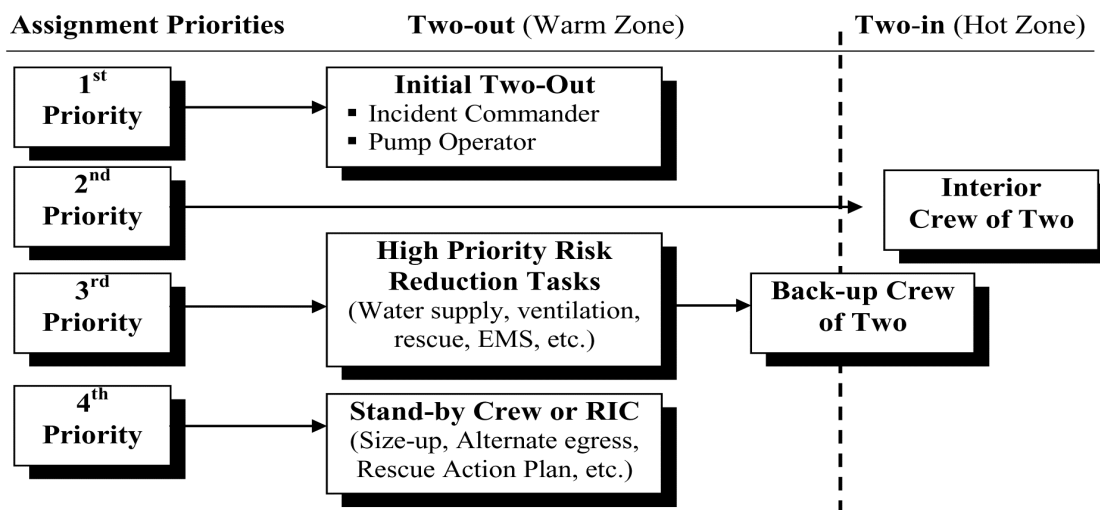 Assignment Priorities Two-out (Warm Zone) Two-in (Hot Zone)
1st
Priority
Initial Two-Out
▪ Incident Commander
▪ Pump Operator
2nd
Priority
Interior
Crew of Two
3rd
Priority
High Priority Risk
Reduction Tasks
(Water supply, ventilation,
rescue, EMS, etc.)
Back-up Crew
of Two
4th
Priority
Stand-by Crew or RIC
(Size-up, Alternate egress,
Rescue Action Plan, etc.)